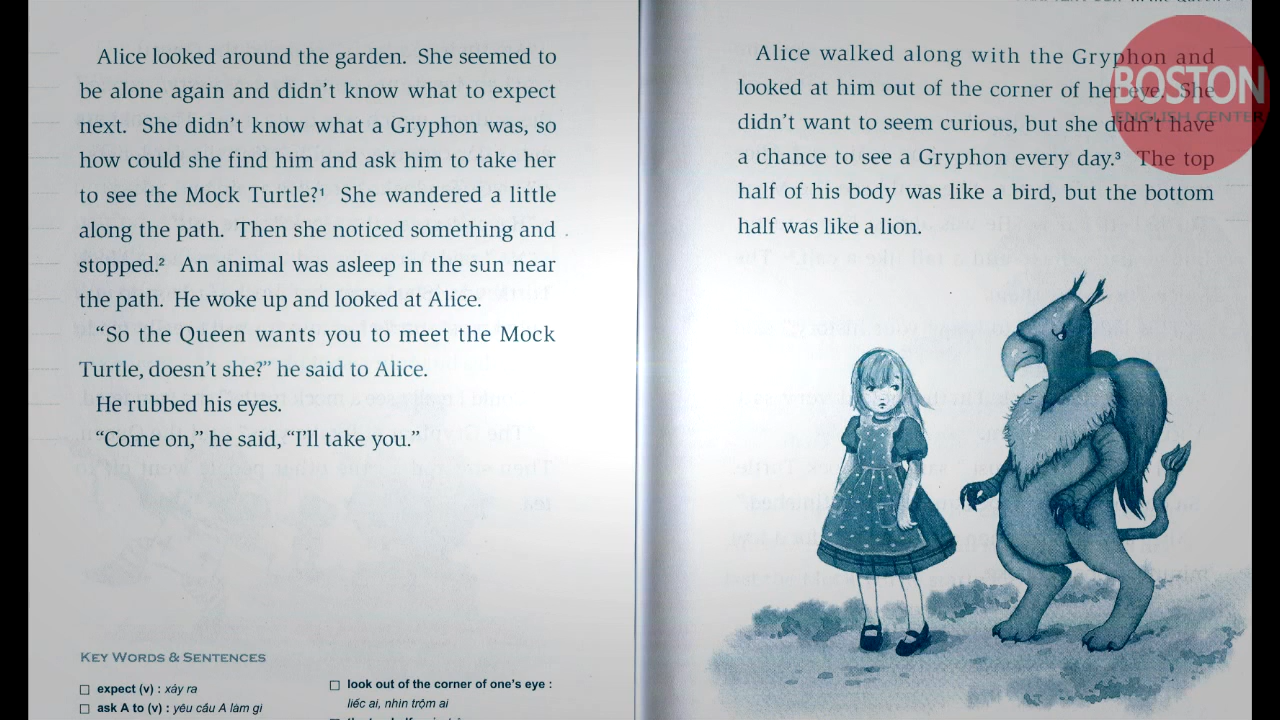 Alice looked around the garden. She seemed to
be alone again and didn't know what to expect
next. She didn't know what a Gryphon was, so
how could she find him and ask him to take her
to see the Mock Turtle?¹ She wandered a little
along the path. Then she noticed something and
stopped.² An animal was asleep in the sun near
the path. He woke up and looked at Alice.
“So the Queen wants you to meet the Mock
Turtle, doesn't she?” he said to Alice.
He rubbed his eyes.
“Come on,” he said, “I'll take you.”
KEY WORDS & SENTENCES
☐ expect (v) : xảy ra
☐ ask A to (v) : yêu cầu A làm gì
☐ look out of the corner of one's eye :
liếc ai, nhìn trộm ai
Alice walked along with the Gryphon and
looked at him out of the corner of her eye. She
didn't want to seem curious, but she didn't have
a chance to see a Gryphon every day.³ The top
half of his body was like a bird, but the bottom
half was like a lion.
BOSTON
ENGLISH CENTER